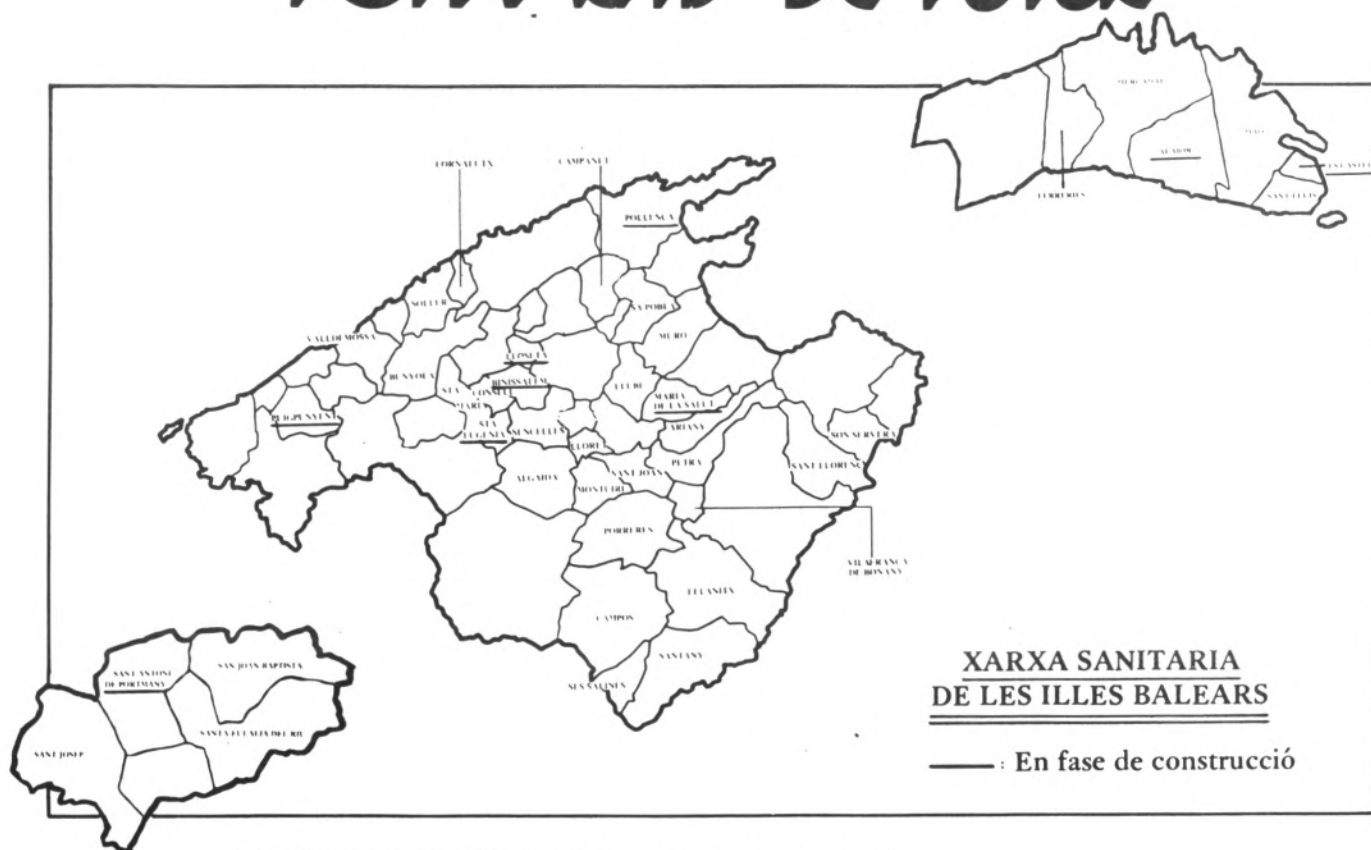 MERCADAL
MAO
ALAIOR
SANT LLUIS
FERRERIES
FORNALUTX
CAMPANET
POLLENÇA
SOLLER
SA POBLA
VALLDEMOSSA
MURO
LLOSETA
BUNYOLA
BINISSALEM
LLUBI
STA
MARIA
CONSELL
MARIA
DE LA SALUT
PUIGPUNYENT
STA
EUGENIA
SENCELLES
ARIANY
SON SERVERA
LLORET
PETRA
SANT LLORENÇ
SANT JOAN
ALGAIDA
MONTUIRI
PORRERES
VILAFRANCA
DE BONANY
FELANITX
CAMPOS
SANTANY
SES SALINES
SANT ANTONI
DE PORTMANY
SAN JOAN BAPTISTA
SANTA EULALIA DEL RIU
SANT JOSEP
XARXA SANITARIA
DE LES ILLES BALEARS
: En fase de construcció